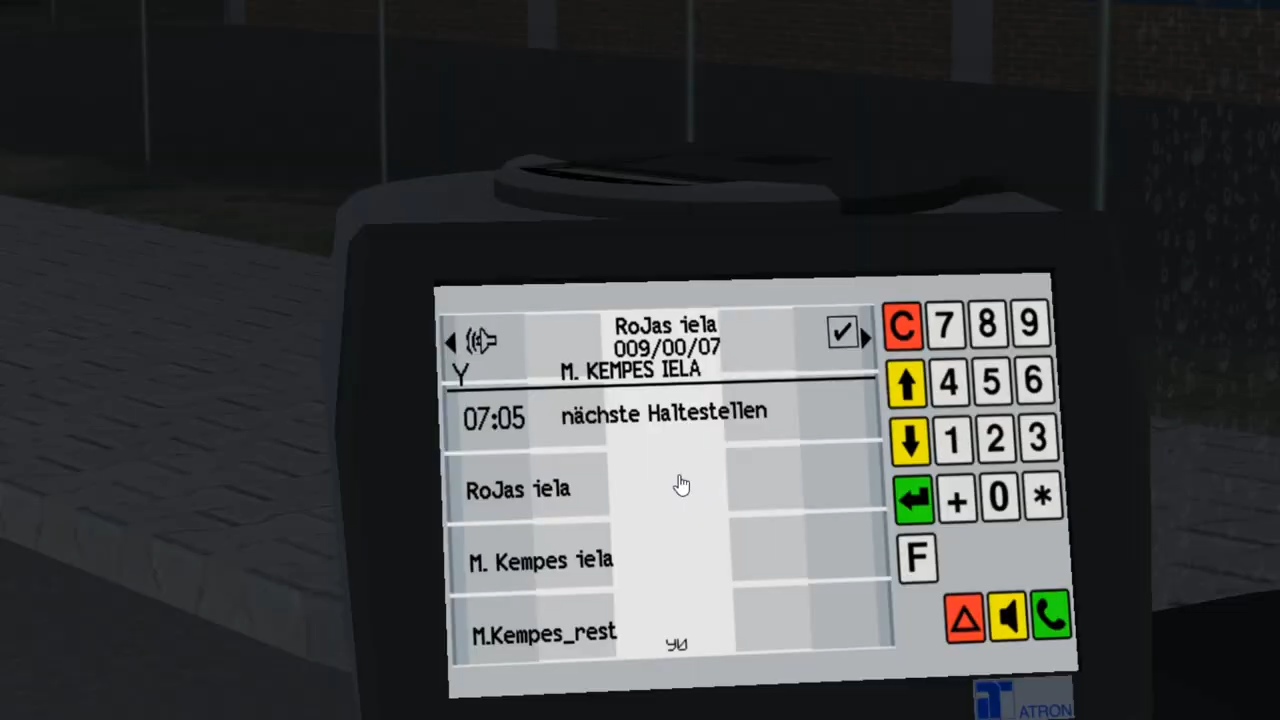 RoJas iela
009/00/07
Y M. KEMPES IELA
07:05 nächste Haltestellen
RoJas iela
M. Kempes iela
M.Kempes_rest
C 7 8 9
4 5 6
1 2 3
+ 0 *
F
ATRON